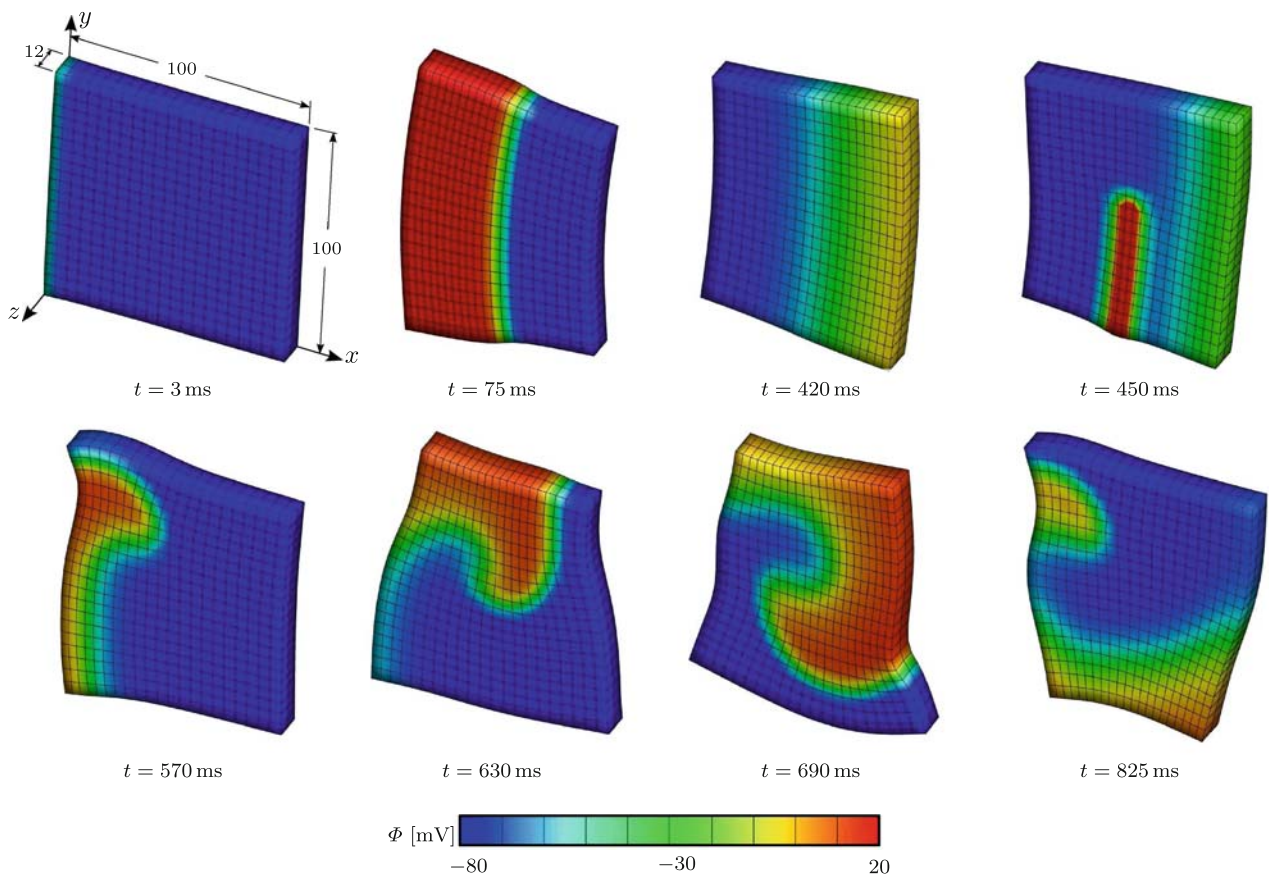 y
12
100
100
z
x
t = 3 ms
t = 75 ms
t = 420 ms
t = 450 ms
t = 570 ms
t = 630 ms
t = 690 ms
t = 825 ms
Φ [mV]
−80
−30
20